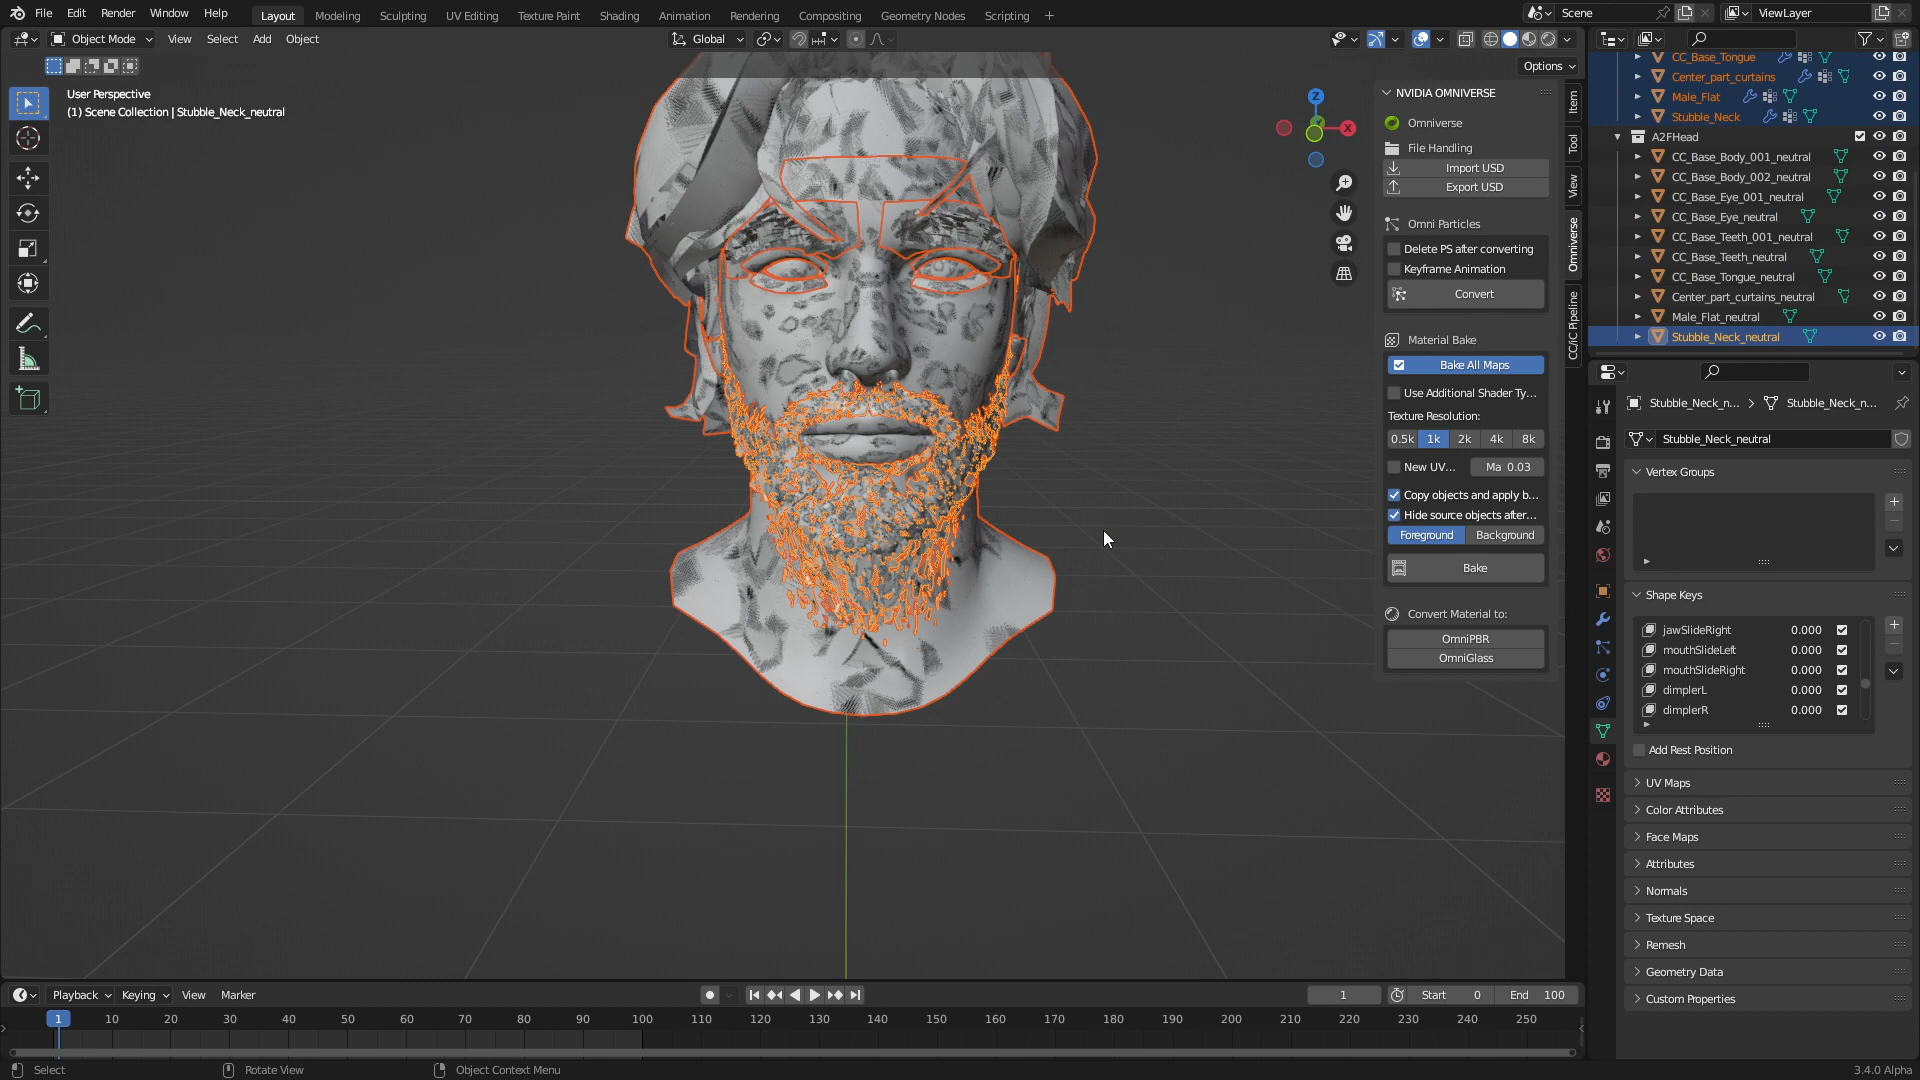 File Edit Render Window Help Layout Modeling Sculpting UV Editing Texture Paint Shading Animation Rendering Compositing Geometry Nodes Scripting + Scene ViewLayer
Object Mode View Select Add Object Global
Options
User Perspective
(1) Scene Collection | Stubble_Neck_neutral
Z
X
NVIDIA OMNIVERSE
Omniverse
File Handling
Import USD
Export USD
Omni Particles
Delete PS after converting
Keyframe Animation
Convert
Material Bake
Bake All Maps
Use Additional Shader Ty...
Texture Resolution:
0.5k 1k 2k 4k 8k
New UV... Ma 0.03
Copy objects and apply b...
Hide source objects after...
Foreground Background
Bake
Convert Material to:
OmniPBR
OmniGlass
Item
Tool
View
Omniverse
CC/iC Pipeline
CC_Base_Tongue
Center_part_curtains
Male_Flat
Stubble_Neck
A2FHead
CC_Base_Body_001_neutral
CC_Base_Body_002_neutral
CC_Base_Eye_001_neutral
CC_Base_Eye_neutral
CC_Base_Teeth_001_neutral
CC_Base_Teeth_neutral
CC_Base_Tongue_neutral
Center_part_curtains_neutral
Male_Flat_neutral
Stubble_Neck_neutral
Stubble_Neck_n... > Stubble_Neck_n...
Stubble_Neck_neutral
Vertex Groups
Shape Keys
jawSlideRight 0.000
mouthSlideLeft 0.000
mouthSlideRight 0.000
dimplerL 0.000
dimplerR 0.000
Add Rest Position
UV Maps
Color Attributes
Face Maps
Attributes
Normals
Texture Space
Remesh
Geometry Data
Custom Properties
Playback Keying View Marker 1 Start 0 End 100
1 10 20 30 40 50 60 70 80 90 100 110 120 130 140 150 160 170 180 190 200 210 220 230 240 250
Select Rotate View Object Context Menu 3.4.0 Alpha